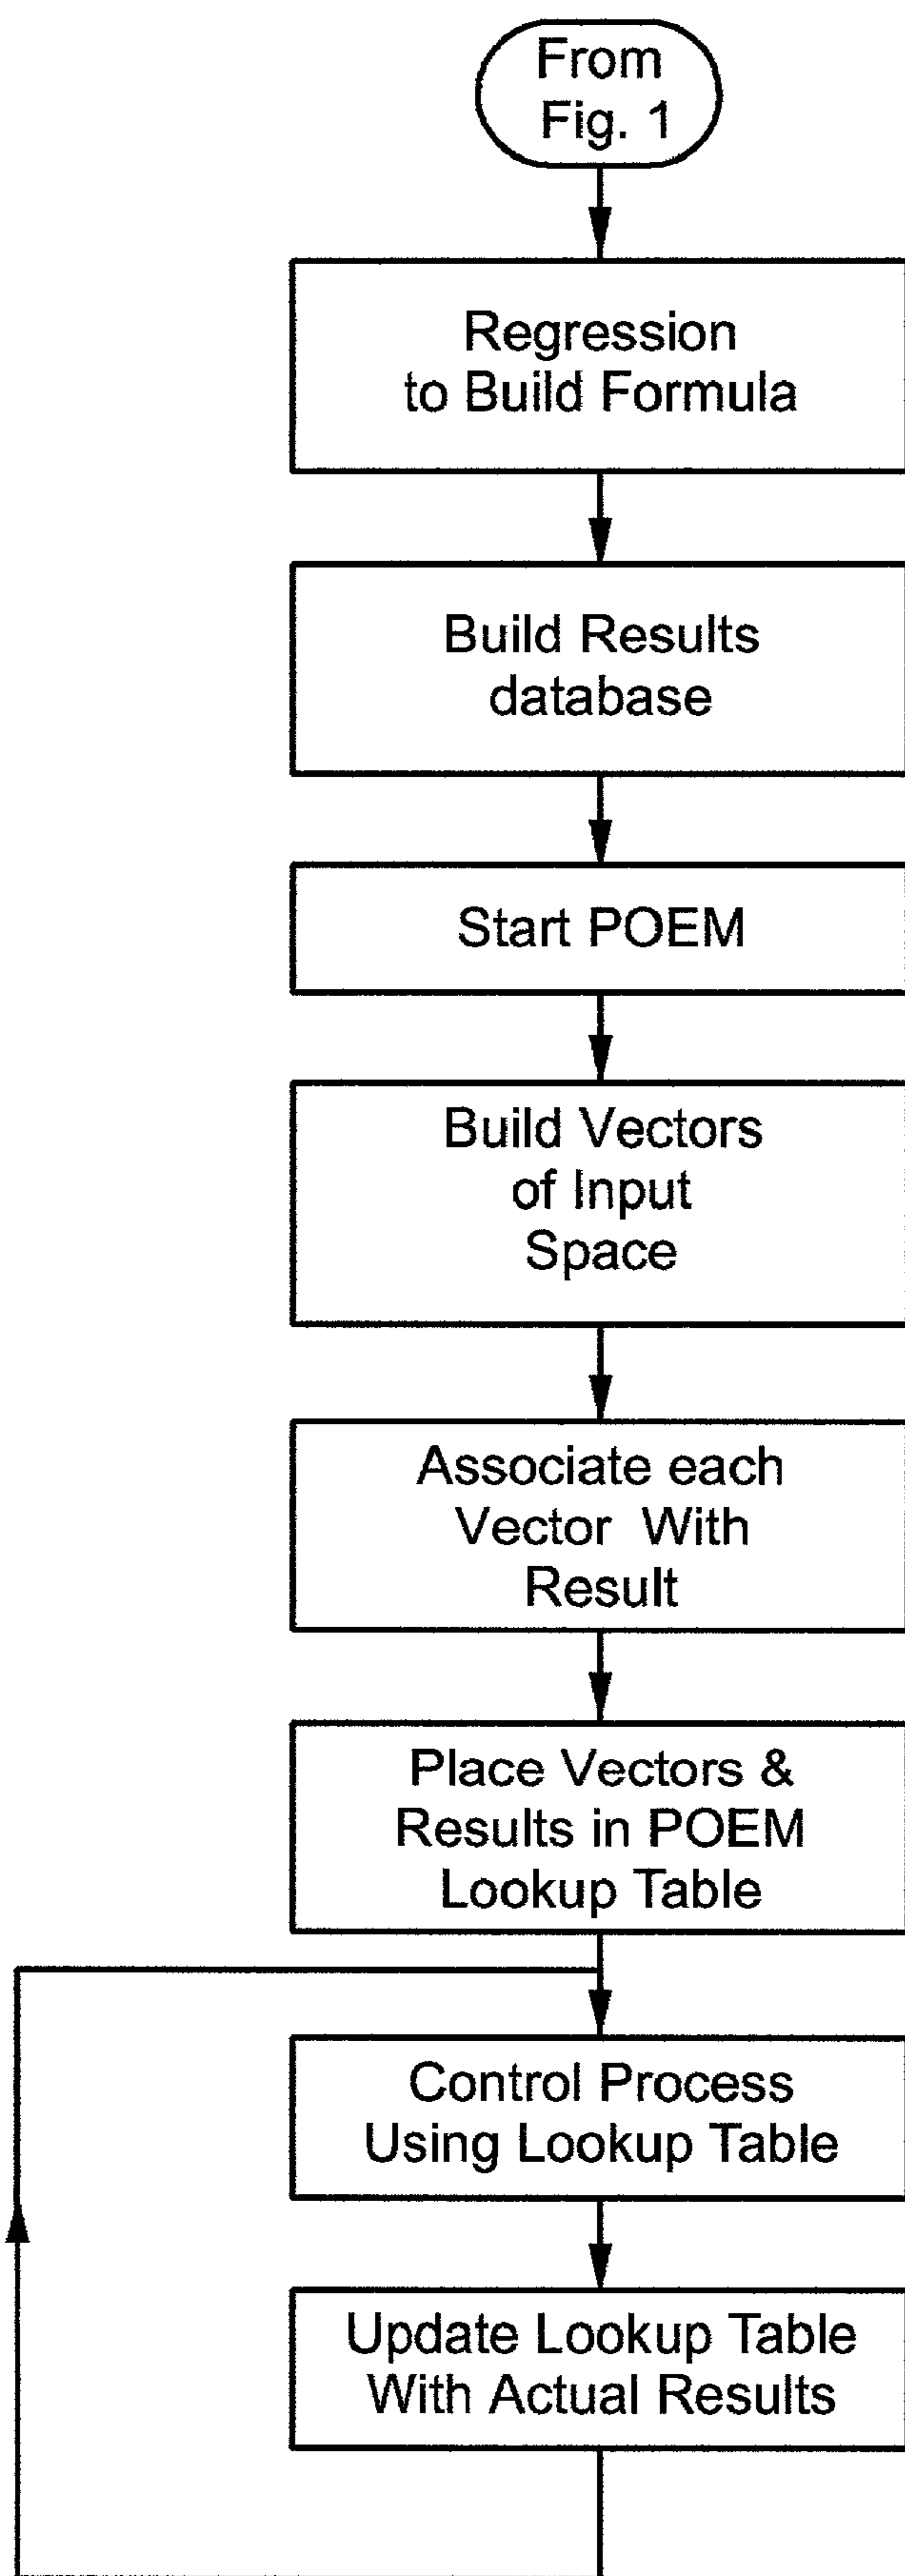 From
Fig. 1
Regression
to Build Formula
Build Results
database
Start POEM
Build Vectors
of Input
Space
Associate each
Vector With
Result
Place Vectors &
Results in POEM
Lookup Table
Control Process
Using Lookup Table
Update Lookup Table
With Actual Results